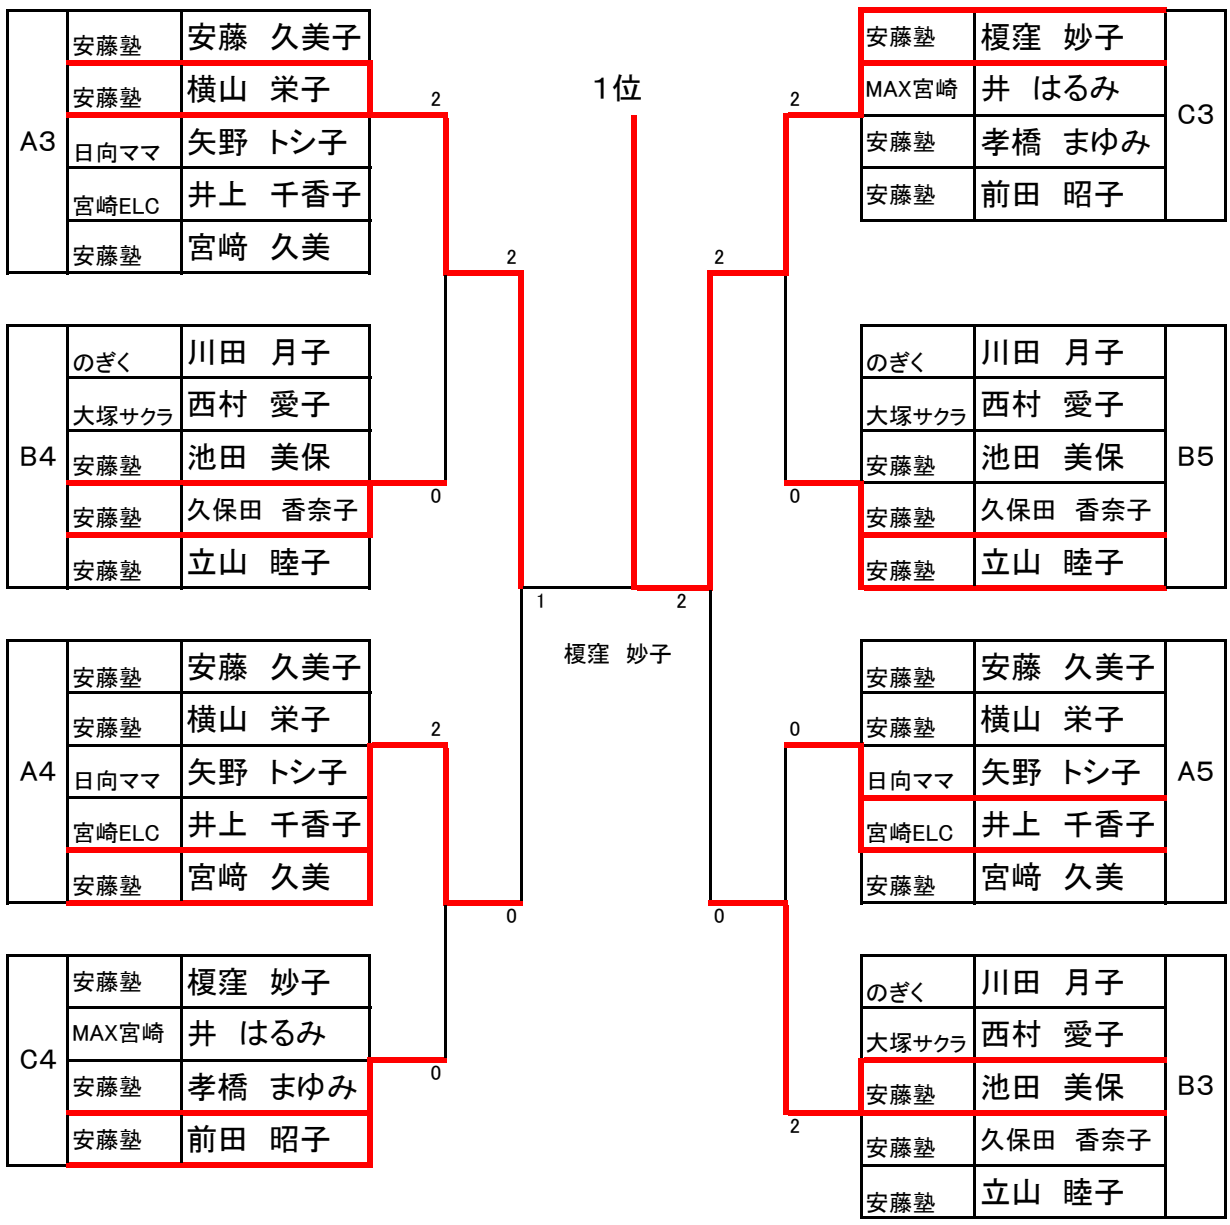 A3
安藤塾 安藤 久美子
安藤塾 横山 栄子
日向ママ 矢野 トシ子
宮崎ELC 井上 千香子
安藤塾 宮﨑 久美
2
2
B4
のぎく 川田 月子
大塚サクラ 西村 愛子
安藤塾 池田 美保
安藤塾 久保田 香奈子
安藤塾 立山 睦子
0
A4
安藤塾 安藤 久美子
安藤塾 横山 栄子
日向ママ 矢野 トシ子
宮崎ELC 井上 千香子
安藤塾 宮﨑 久美
2
0
C4
安藤塾 榎窪 妙子
MAX宮崎 井 はるみ
安藤塾 孝橋 まゆみ
安藤塾 前田 昭子
0
1位
1
2
榎窪 妙子
C3
安藤塾 榎窪 妙子
MAX宮崎 井 はるみ
安藤塾 孝橋 まゆみ
安藤塾 前田 昭子
2
2
B5
のぎく 川田 月子
大塚サクラ 西村 愛子
安藤塾 池田 美保
安藤塾 久保田 香奈子
安藤塾 立山 睦子
0
A5
安藤塾 安藤 久美子
安藤塾 横山 栄子
日向ママ 矢野 トシ子
宮崎ELC 井上 千香子
安藤塾 宮﨑 久美
0
0
B3
のぎく 川田 月子
大塚サクラ 西村 愛子
安藤塾 池田 美保
安藤塾 久保田 香奈子
安藤塾 立山 睦子
2